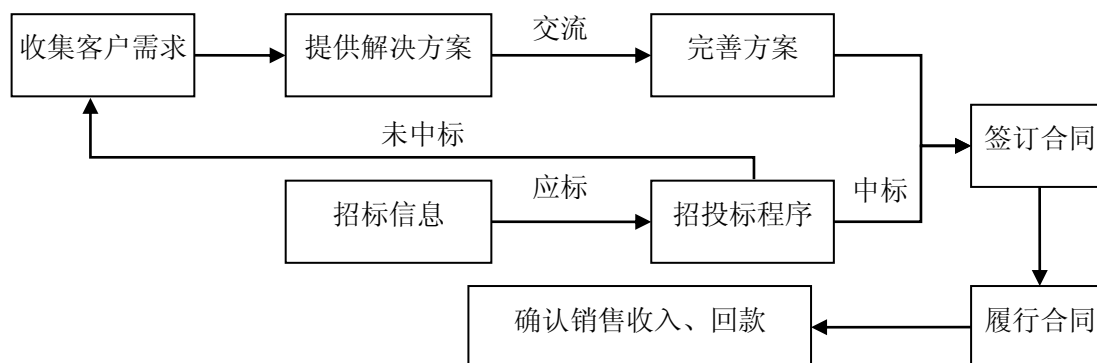 收集客户需求
提供解决方案
交流
完善方案
未中标
签订合同
招标信息
应标
招投标程序
中标
确认销售收入、回款
履行合同